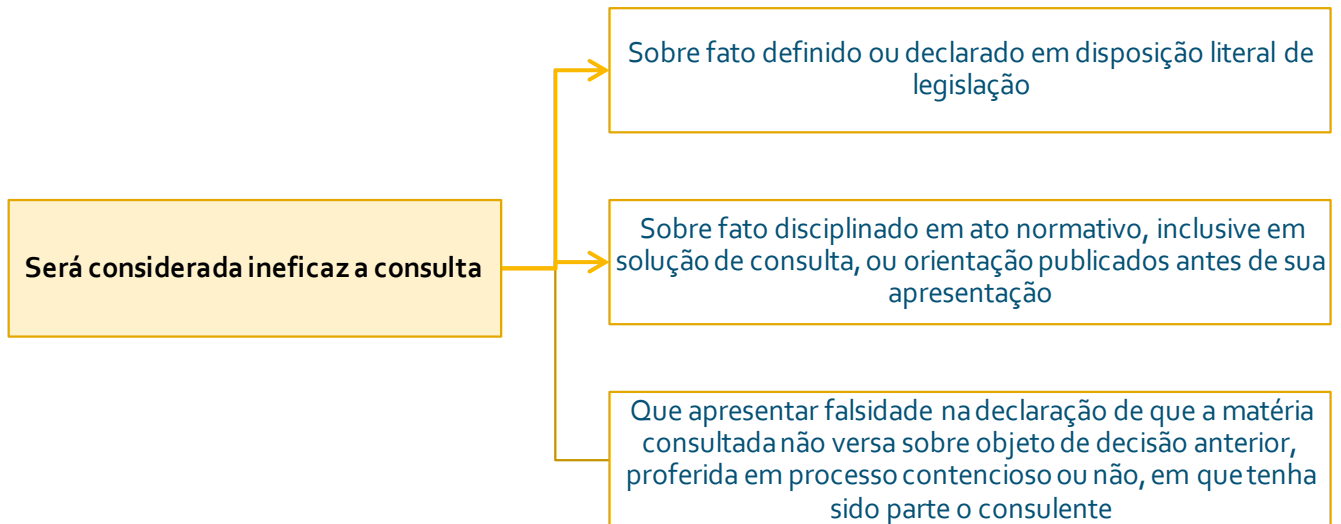 Sobre fato definido ou declarado em disposição literal de
legislação
Será considerada ineficaz a consulta
Sobre fato disciplinado em ato normativo, inclusive em
solução de consulta, ou orientação publicados antes de sua
apresentação
Que apresentar falsidade na declaração de que a matéria
consultada não versa sobre objeto de decisão anterior,
proferida em processo contencioso ou não, em que tenha
sido parte o consulente